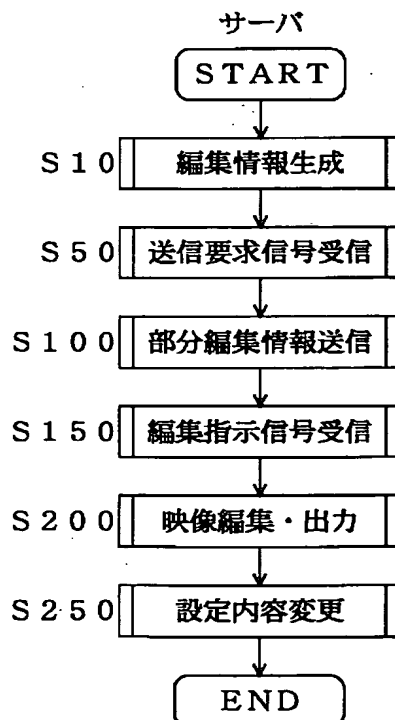 サーバ
START
S10 編集情報生成
S50 送信要求信号受信
S100 部分編集情報送信
S150 編集指示信号受信
S200 映像編集・出力
S250 設定内容変更
END